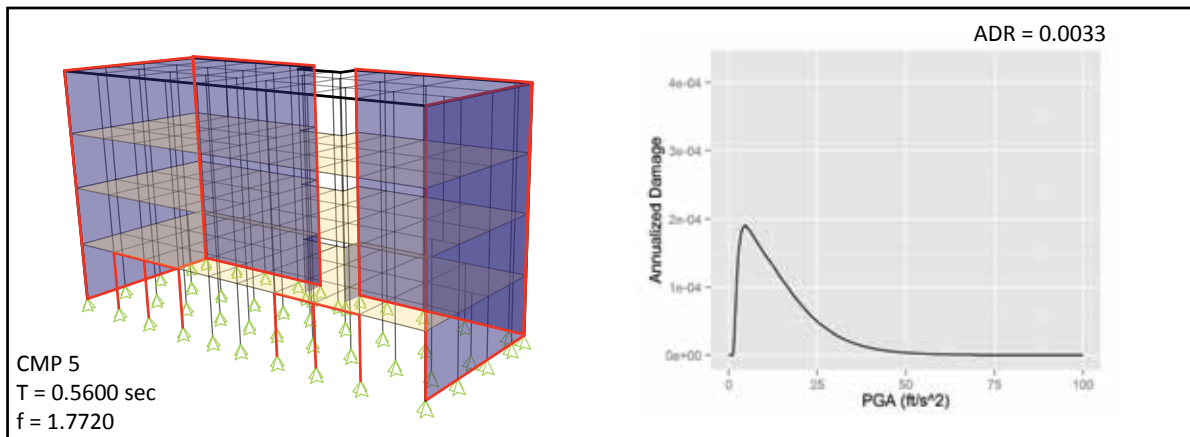 ADR = 0.0033
4e-04
3e-04
2e-04
1e-04
0e+00
Annualized Damage
0
25
50
75
100
PGA (ft/s^2)
CMP 5
T = 0.5600 sec
f = 1.7720